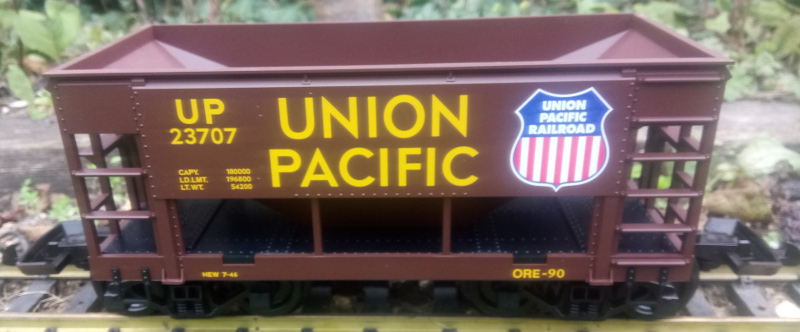 UP
23707
CAPY. 180000
LD.LMT. 196800
LT. WT. 54200
UNION
PACIFIC
UNION
PACIFIC
RAILROAD
NEW 7-46
ORE-90